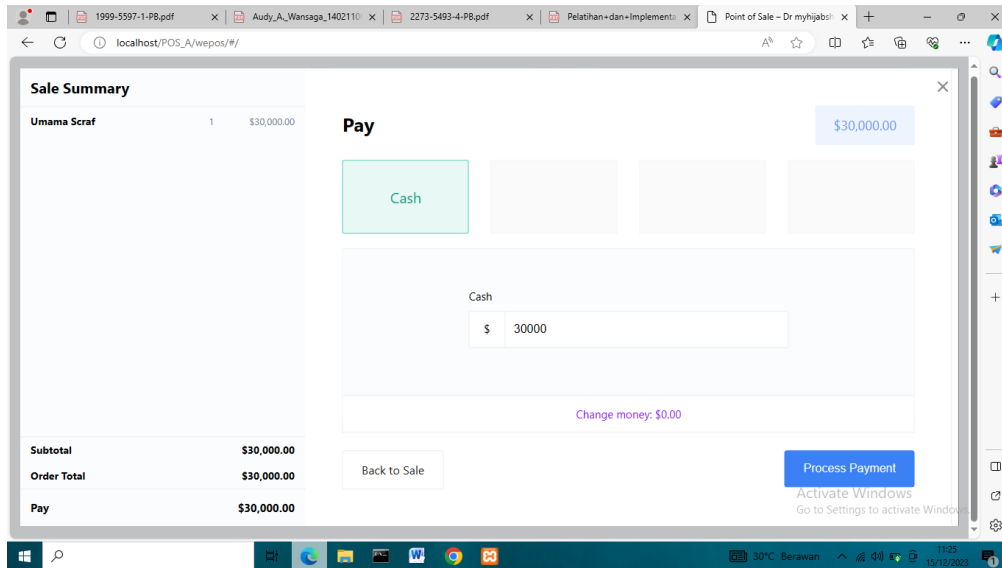 1999-5597-1-PB.pdf
Audy_A._Wansaga_1402110
2273-5493-4-PB.pdf
Pelatihan+dan+Implementa
Point of Sale – Dr myhijabsh
localhost/POS_A/wepos/#/
Sale Summary
Umama Scraf 1 $30,000.00
Pay
$30,000.00
Cash
Cash
$ 30000
Change money: $0.00
Subtotal $30,000.00
Order Total $30,000.00
Pay $30,000.00
Back to Sale
Process Payment
Activate Windows
Go to Settings to activate Windows.
30°C Berawan
11:25
15/12/2023